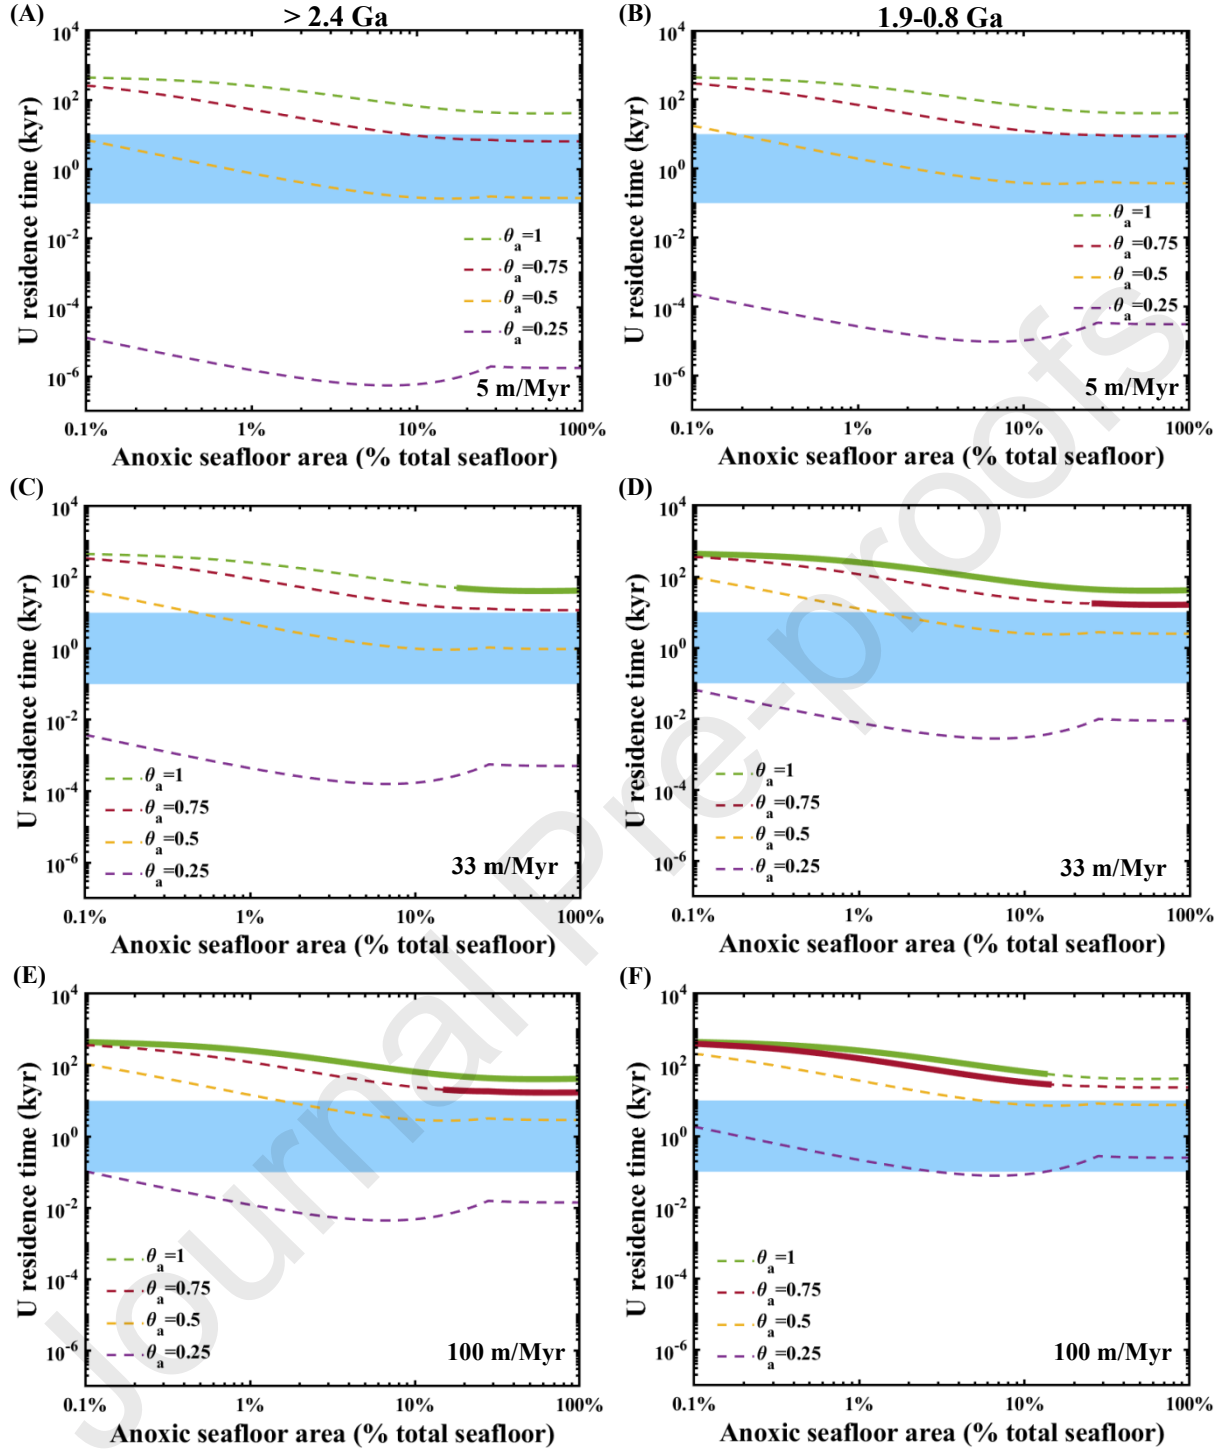 (A)
> 2.4 Ga
(B)
1.9-0.8 Ga
U residence time (kyr)
10^4
10^2
10^0
10^-2
10^-4
10^-6
θa=1
θa=0.75
θa=0.5
θa=0.25
5 m/Myr
0.1%
1%
10%
100%
Anoxic seafloor area (% total seafloor)
U residence time (kyr)
10^4
10^2
10^0
10^-2
10^-4
10^-6
θa=1
θa=0.75
θa=0.5
θa=0.25
5 m/Myr
0.1%
1%
10%
100%
Anoxic seafloor area (% total seafloor)
(C)
U residence time (kyr)
10^4
10^2
10^0
10^-2
10^-4
10^-6
θa=1
θa=0.75
θa=0.5
θa=0.25
33 m/Myr
0.1%
1%
10%
100%
Anoxic seafloor area (% total seafloor)
(D)
U residence time (kyr)
10^4
10^2
10^0
10^-2
10^-4
10^-6
θa=1
θa=0.75
θa=0.5
θa=0.25
33 m/Myr
0.1%
1%
10%
100%
Anoxic seafloor area (% total seafloor)
(E)
U residence time (kyr)
10^4
10^2
10^0
10^-2
10^-4
10^-6
θa=1
θa=0.75
θa=0.5
θa=0.25
100 m/Myr
0.1%
1%
10%
100%
Anoxic seafloor area (% total seafloor)
(F)
U residence time (kyr)
10^4
10^2
10^0
10^-2
10^-4
10^-6
θa=1
θa=0.75
θa=0.5
θa=0.25
100 m/Myr
0.1%
1%
10%
100%
Anoxic seafloor area (% total seafloor)
Journal Pre-proofs